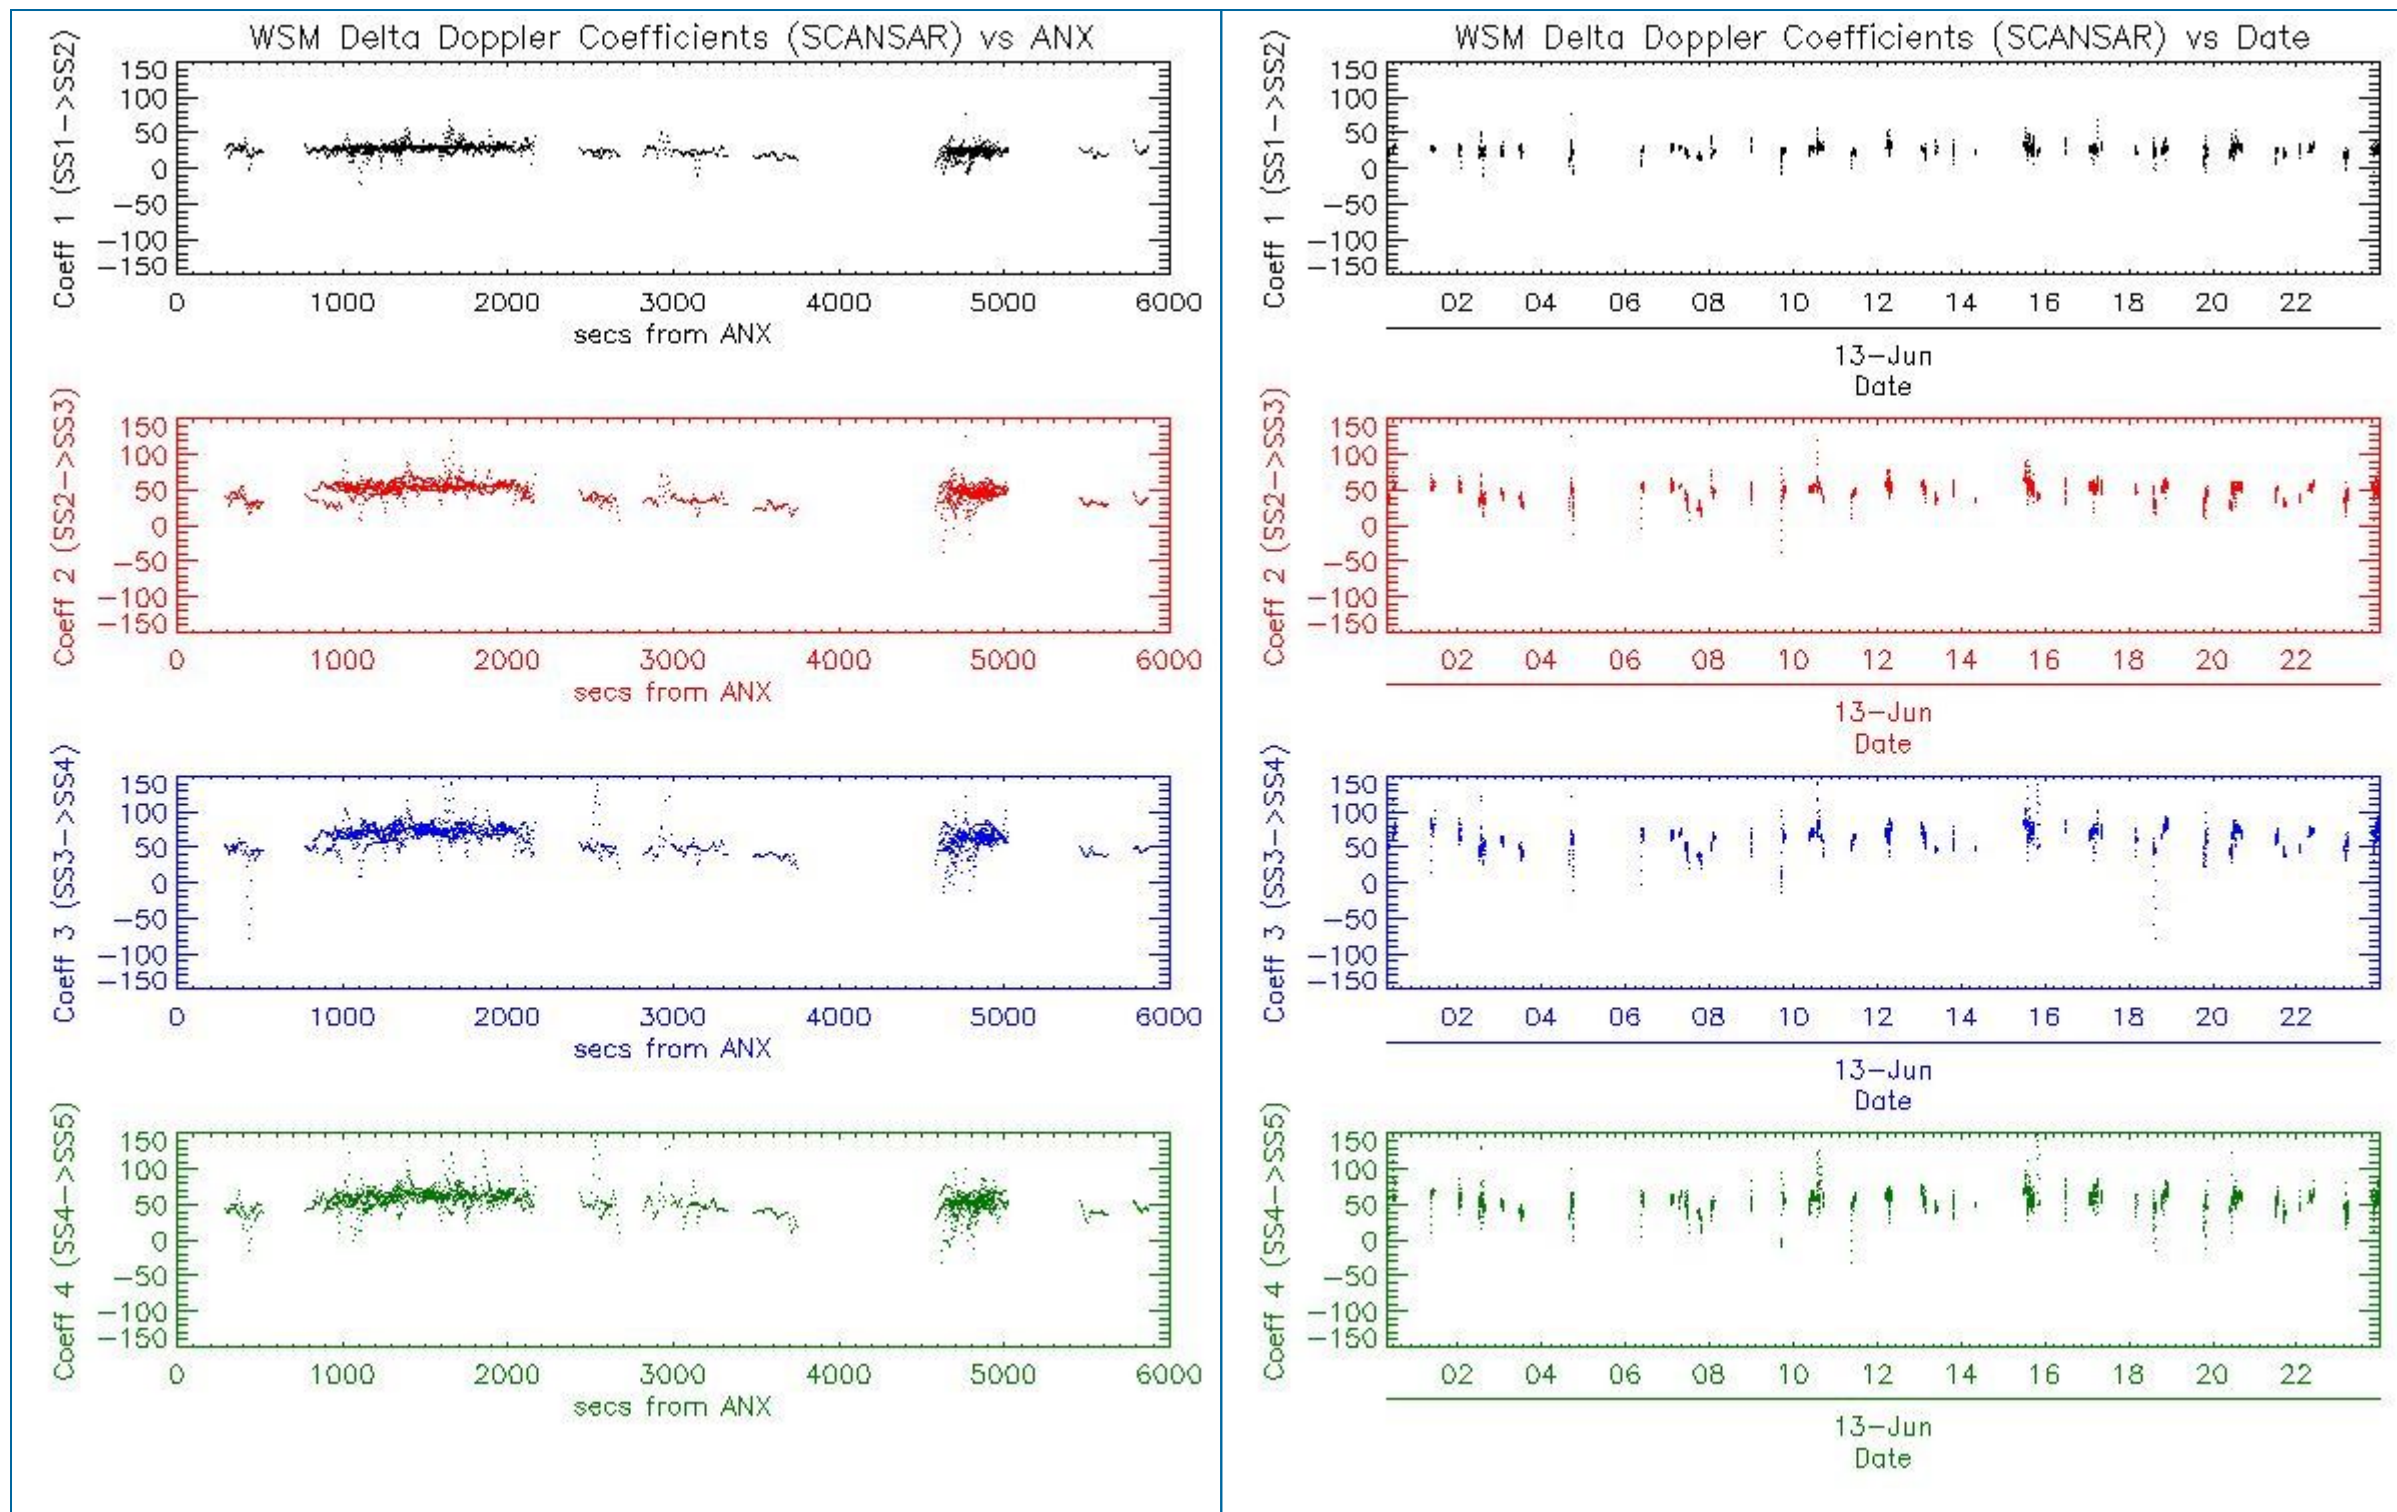 WSM Delta Doppler Coefficients (SCANSAR) vs ANX
Coeff 1 (SS1->SS2)
150
100
50
0
-50
-100
-150
0 1000 2000 3000 4000 5000 6000
secs from ANX
Coeff 2 (SS2->SS3)
150
100
50
0
-50
-100
-150
0 1000 2000 3000 4000 5000 6000
secs from ANX
Coeff 3 (SS3->SS4)
150
100
50
0
-50
-100
-150
0 1000 2000 3000 4000 5000 6000
secs from ANX
Coeff 4 (SS4->SS5)
150
100
50
0
-50
-100
-150
0 1000 2000 3000 4000 5000 6000
secs from ANX
WSM Delta Doppler Coefficients (SCANSAR) vs Date
Coeff 1 (SS1->SS2)
150
100
50
0
-50
-100
-150
02 04 06 08 10 12 14 16 18 20 22
13-Jun
Date
Coeff 2 (SS2->SS3)
150
100
50
0
-50
-100
-150
02 04 06 08 10 12 14 16 18 20 22
13-Jun
Date
Coeff 3 (SS3->SS4)
150
100
50
0
-50
-100
-150
02 04 06 08 10 12 14 16 18 20 22
13-Jun
Date
Coeff 4 (SS4->SS5)
150
100
50
0
-50
-100
-150
02 04 06 08 10 12 14 16 18 20 22
13-Jun
Date